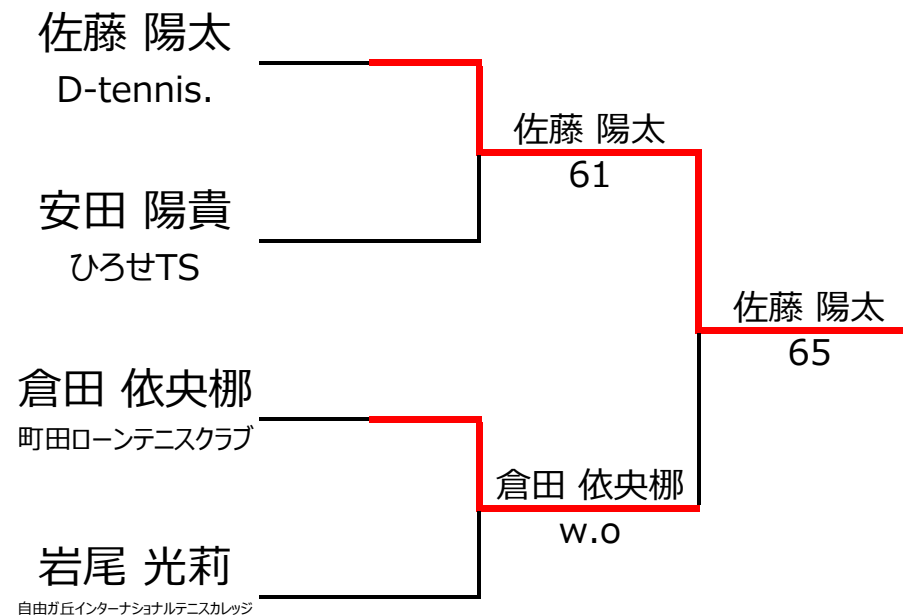 佐藤 陽太
D-tennis.
安田 陽貴
ひろせTS
倉田 依央梛
町田ローンテニスクラブ
岩尾 光莉
自由ガ丘インターナショナルテニスカレッジ
佐藤 陽太
61
倉田 依央梛
w.o
佐藤 陽太
65